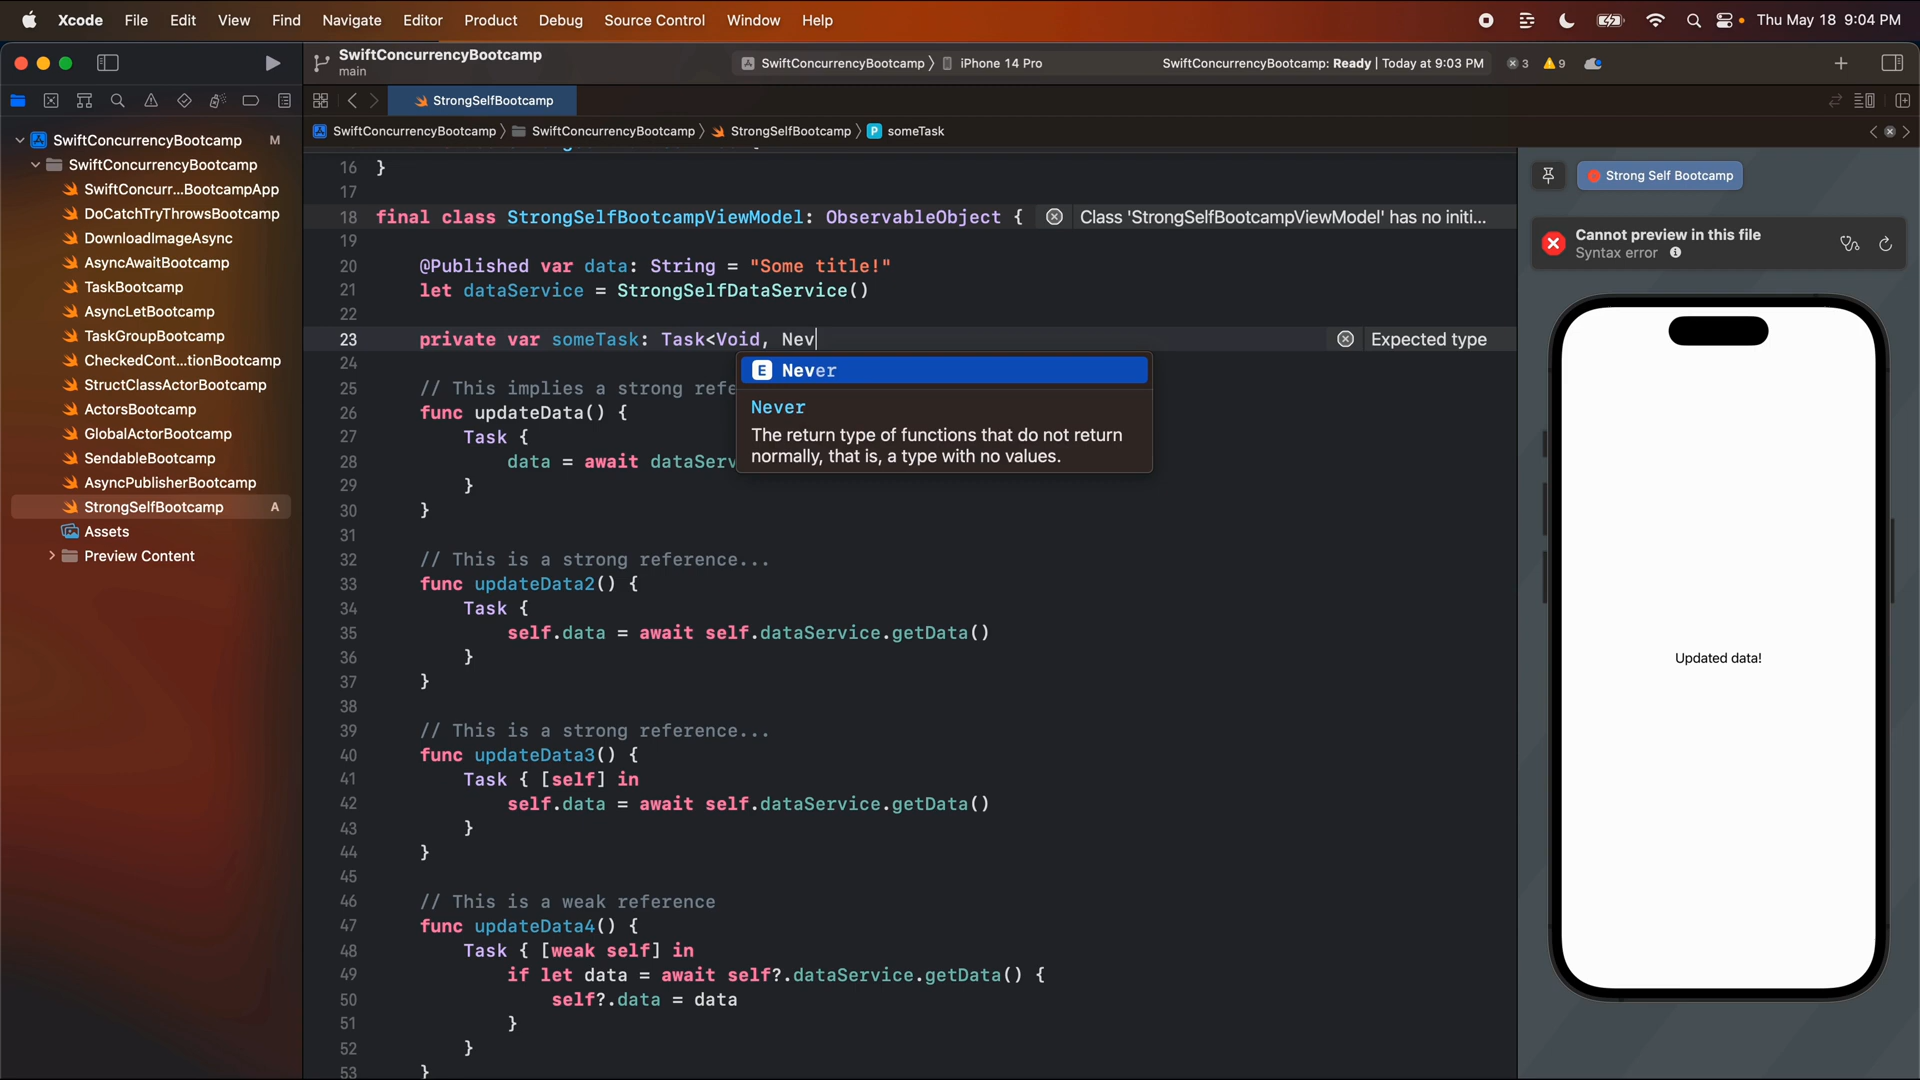 Xcode File Edit View Find Navigate Editor Product Debug Source Control Window Help Thu May 18 9:04 PM
SwiftConcurrencyBootcamp
main
SwiftConcurrencyBootcamp 〉 iPhone 14 Pro
SwiftConcurrencyBootcamp: Ready | Today at 9:03 PM
3
9
StrongSelfBootcamp
SwiftConcurrencyBootcamp 〉 SwiftConcurrencyBootcamp 〉 StrongSelfBootcamp 〉 P someTask
SwiftConcurrencyBootcamp M
SwiftConcurrencyBootcamp
SwiftConcurr...BootcampApp
DoCatchTryThrowsBootcamp
DownloadImageAsync
AsyncAwaitBootcamp
TaskBootcamp
AsyncLetBootcamp
TaskGroupBootcamp
CheckedCont...tionBootcamp
StructClassActorBootcamp
ActorsBootcamp
GlobalActorBootcamp
SendableBootcamp
AsyncPublisherBootcamp
StrongSelfBootcamp A
Assets
Preview Content
16 }
17
18 final class StrongSelfBootcampViewModel: ObservableObject { Class 'StrongSelfBootcampViewModel' has no initi...
19
20 @Published var data: String = "Some title!"
21 let dataService = StrongSelfDataService()
22
23 private var someTask: Task<Void, Nev Expected type
24
E Never
Never
The return type of functions that do not return
normally, that is, a type with no values.
25 // This implies a strong refe
26 func updateData() {
27 Task {
28 data = await dataServ
29 }
30 }
31
32 // This is a strong reference...
33 func updateData2() {
34 Task {
35 self.data = await self.dataService.getData()
36 }
37 }
38
39 // This is a strong reference...
40 func updateData3() {
41 Task { [self] in
42 self.data = await self.dataService.getData()
43 }
44 }
45
46 // This is a weak reference
47 func updateData4() {
48 Task { [weak self] in
49 if let data = await self?.dataService.getData() {
50 self?.data = data
51 }
52 }
53 }
Strong Self Bootcamp
Cannot preview in this file
Syntax error
Updated data!